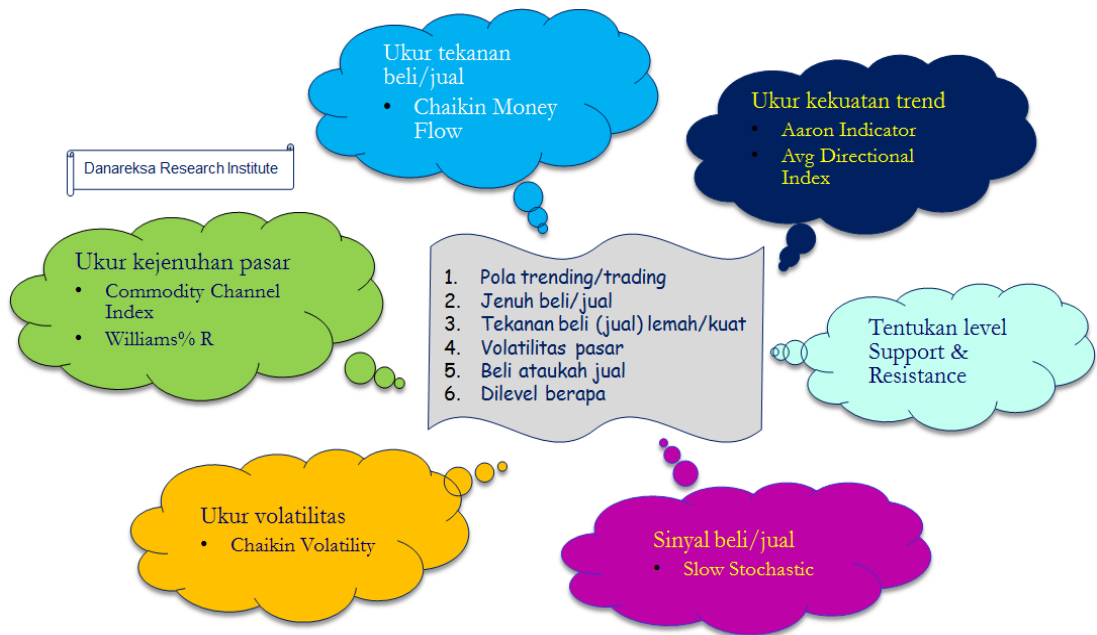 Ukur tekanan
beli/jual
• Chaikin Money
Flow
Ukur kekuatan trend
• Aaron Indicator
• Avg Directional
Index
Danareksa Research Institute
Ukur kejenuhan pasar
• Commodity Channel
Index
• Williams% R
1. Pola trending/trading
2. Jenuh beli/jual
3. Tekanan beli (jual) lemah/kuat
4. Volatilitas pasar
5. Beli ataukah jual
6. Dilevel berapa
Tentukan level
Support &
Resistance
Ukur volatilitas
• Chaikin Volatility
Sinyal beli/jual
• Slow Stochastic